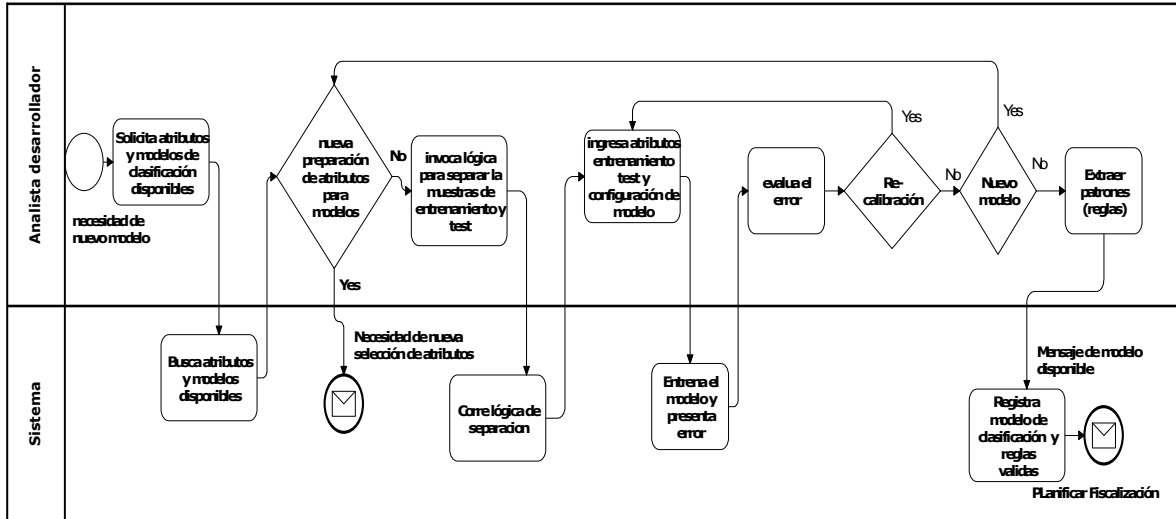 Analista desarrollador
necesidad de
nuevo modelo
Solicita atributos
y modelos de
clasificación
disponibles
nueva
preparación
de atributos
para
modelos
No
Yes
invoca lógica
para separar la
muestras de
entrenamiento y
test
ingresa atributos
entrenamiento
test y
configuración de
modelo
evalua el
error
Re-
calibración
Yes
No
Nuevo
modelo
Yes
No
Extraer
patrones
(reglas)
Sistema
Busca atributos
y modelos
disponibles
Necesidad de nueva
selección de atributos
Corre lógica de
separacion
Entrena el
modelo y
presenta
error
Mensaje de modelo
disponible
Registra
modelo de
clasificación y
reglas
validas
PLanificar Fiscalización